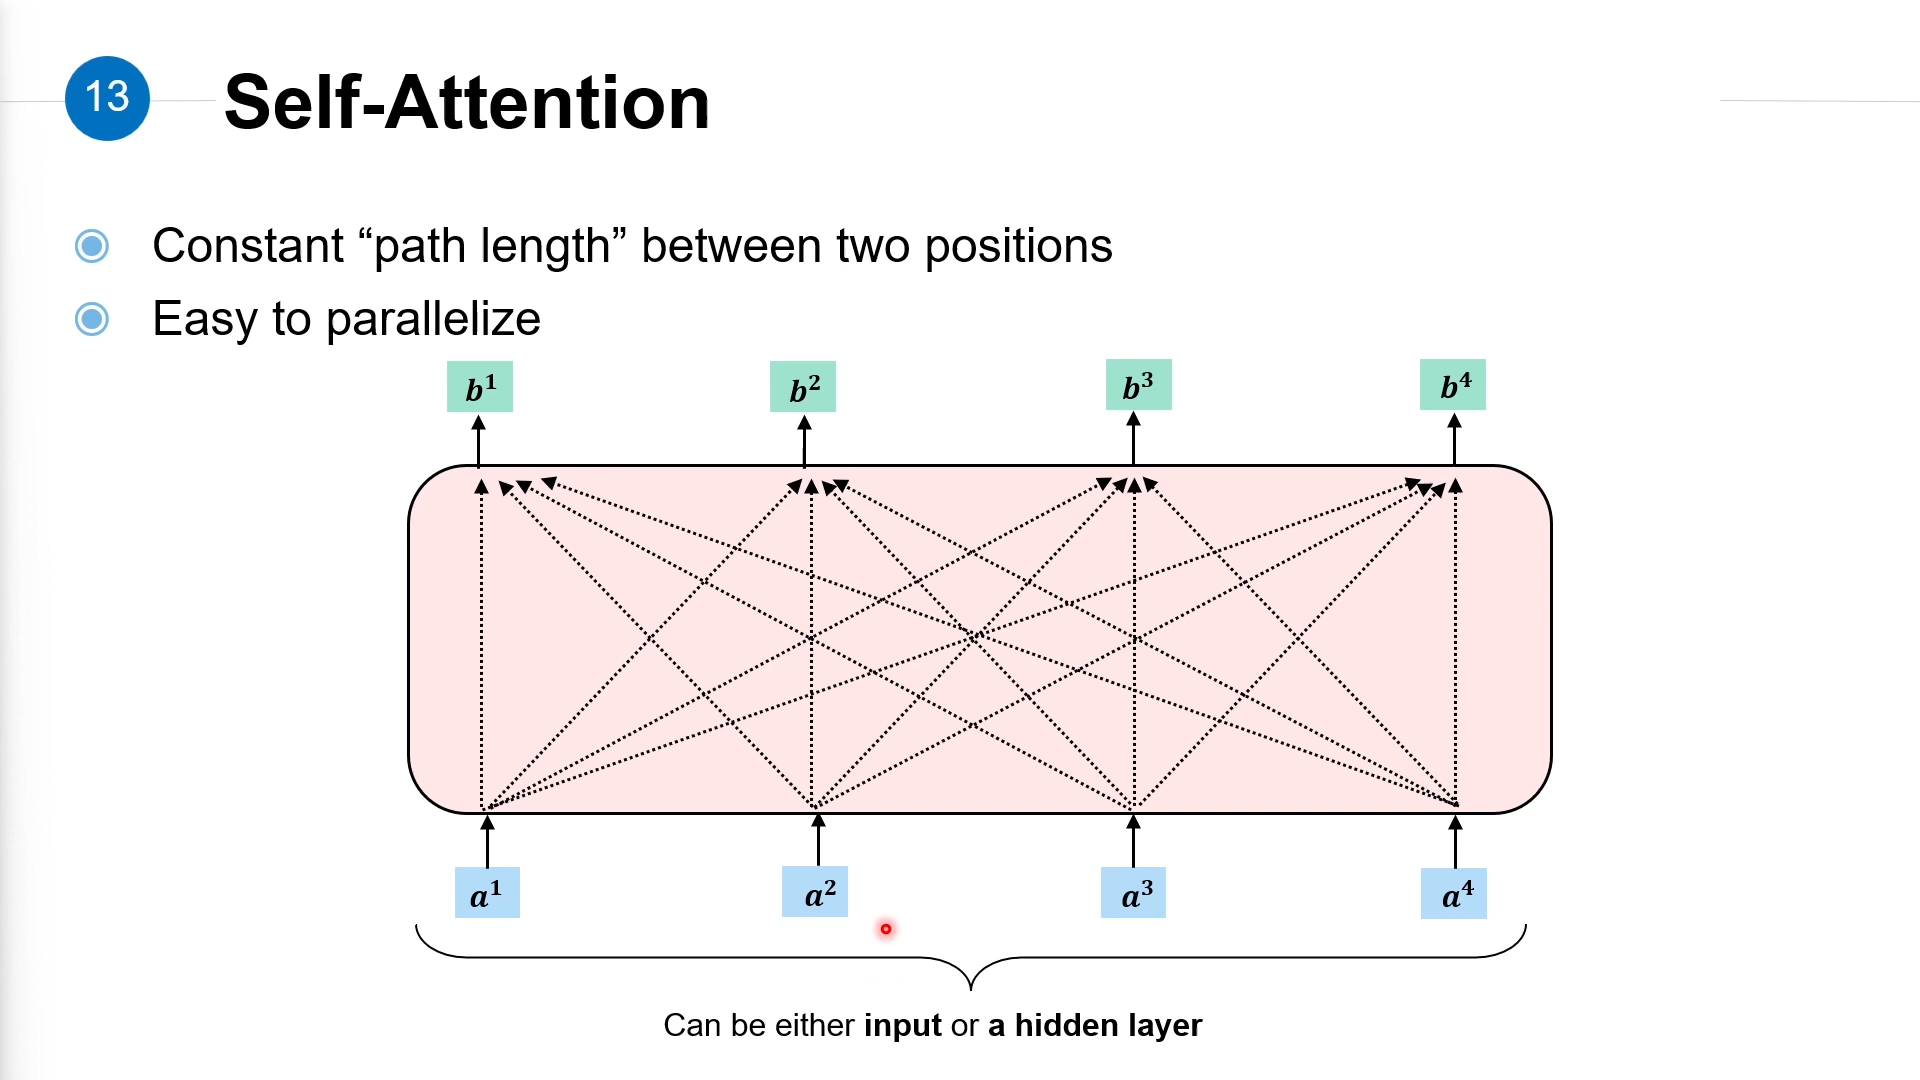 13
Self-Attention
Constant “path length” between two positions
Easy to parallelize
b¹ b² b³ b⁴
a¹ a² a³ a⁴
Can be either input or a hidden layer